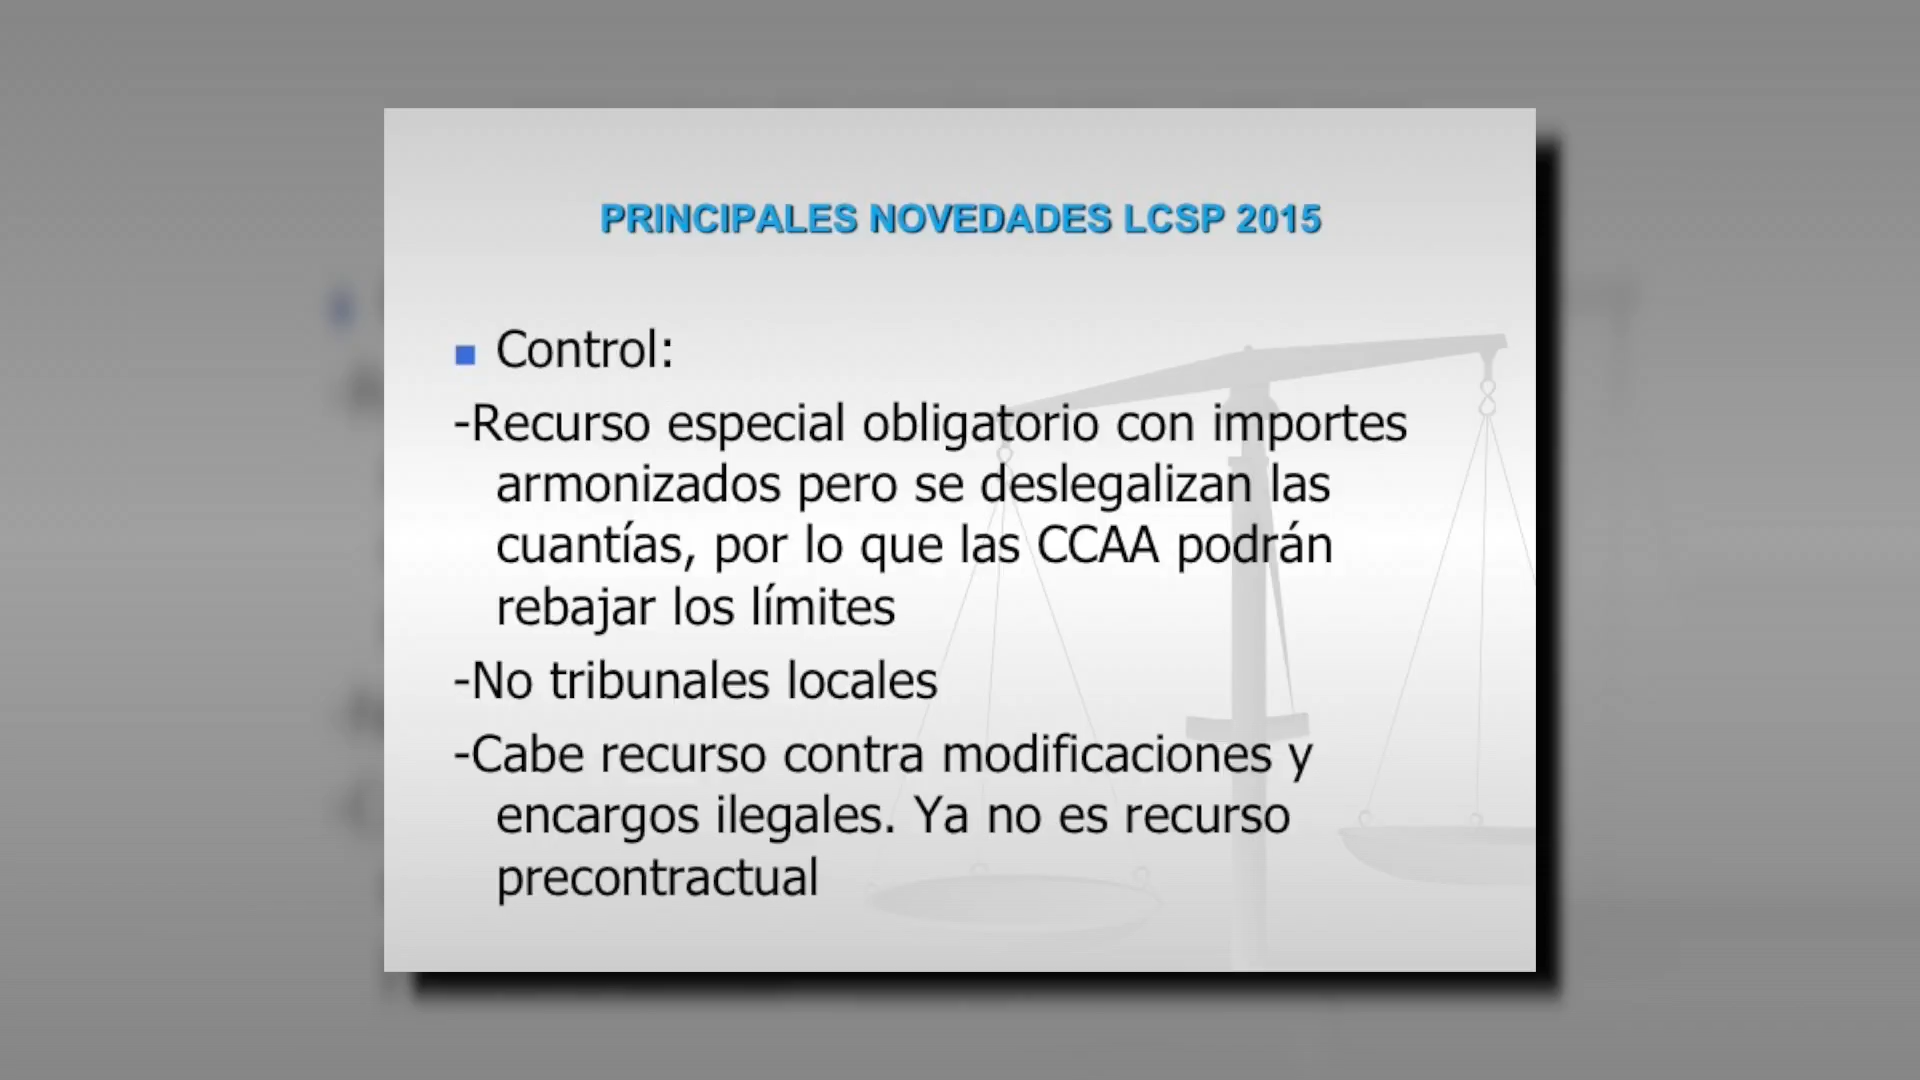 PRINCIPALES NOVEDADES LCSP 2015
Control:
-Recurso especial obligatorio con importes
armonizados pero se deslegalizan las
cuantías, por lo que las CCAA podrán
rebajar los límites
-No tribunales locales
-Cabe recurso contra modificaciones y
encargos ilegales. Ya no es recurso
precontractual